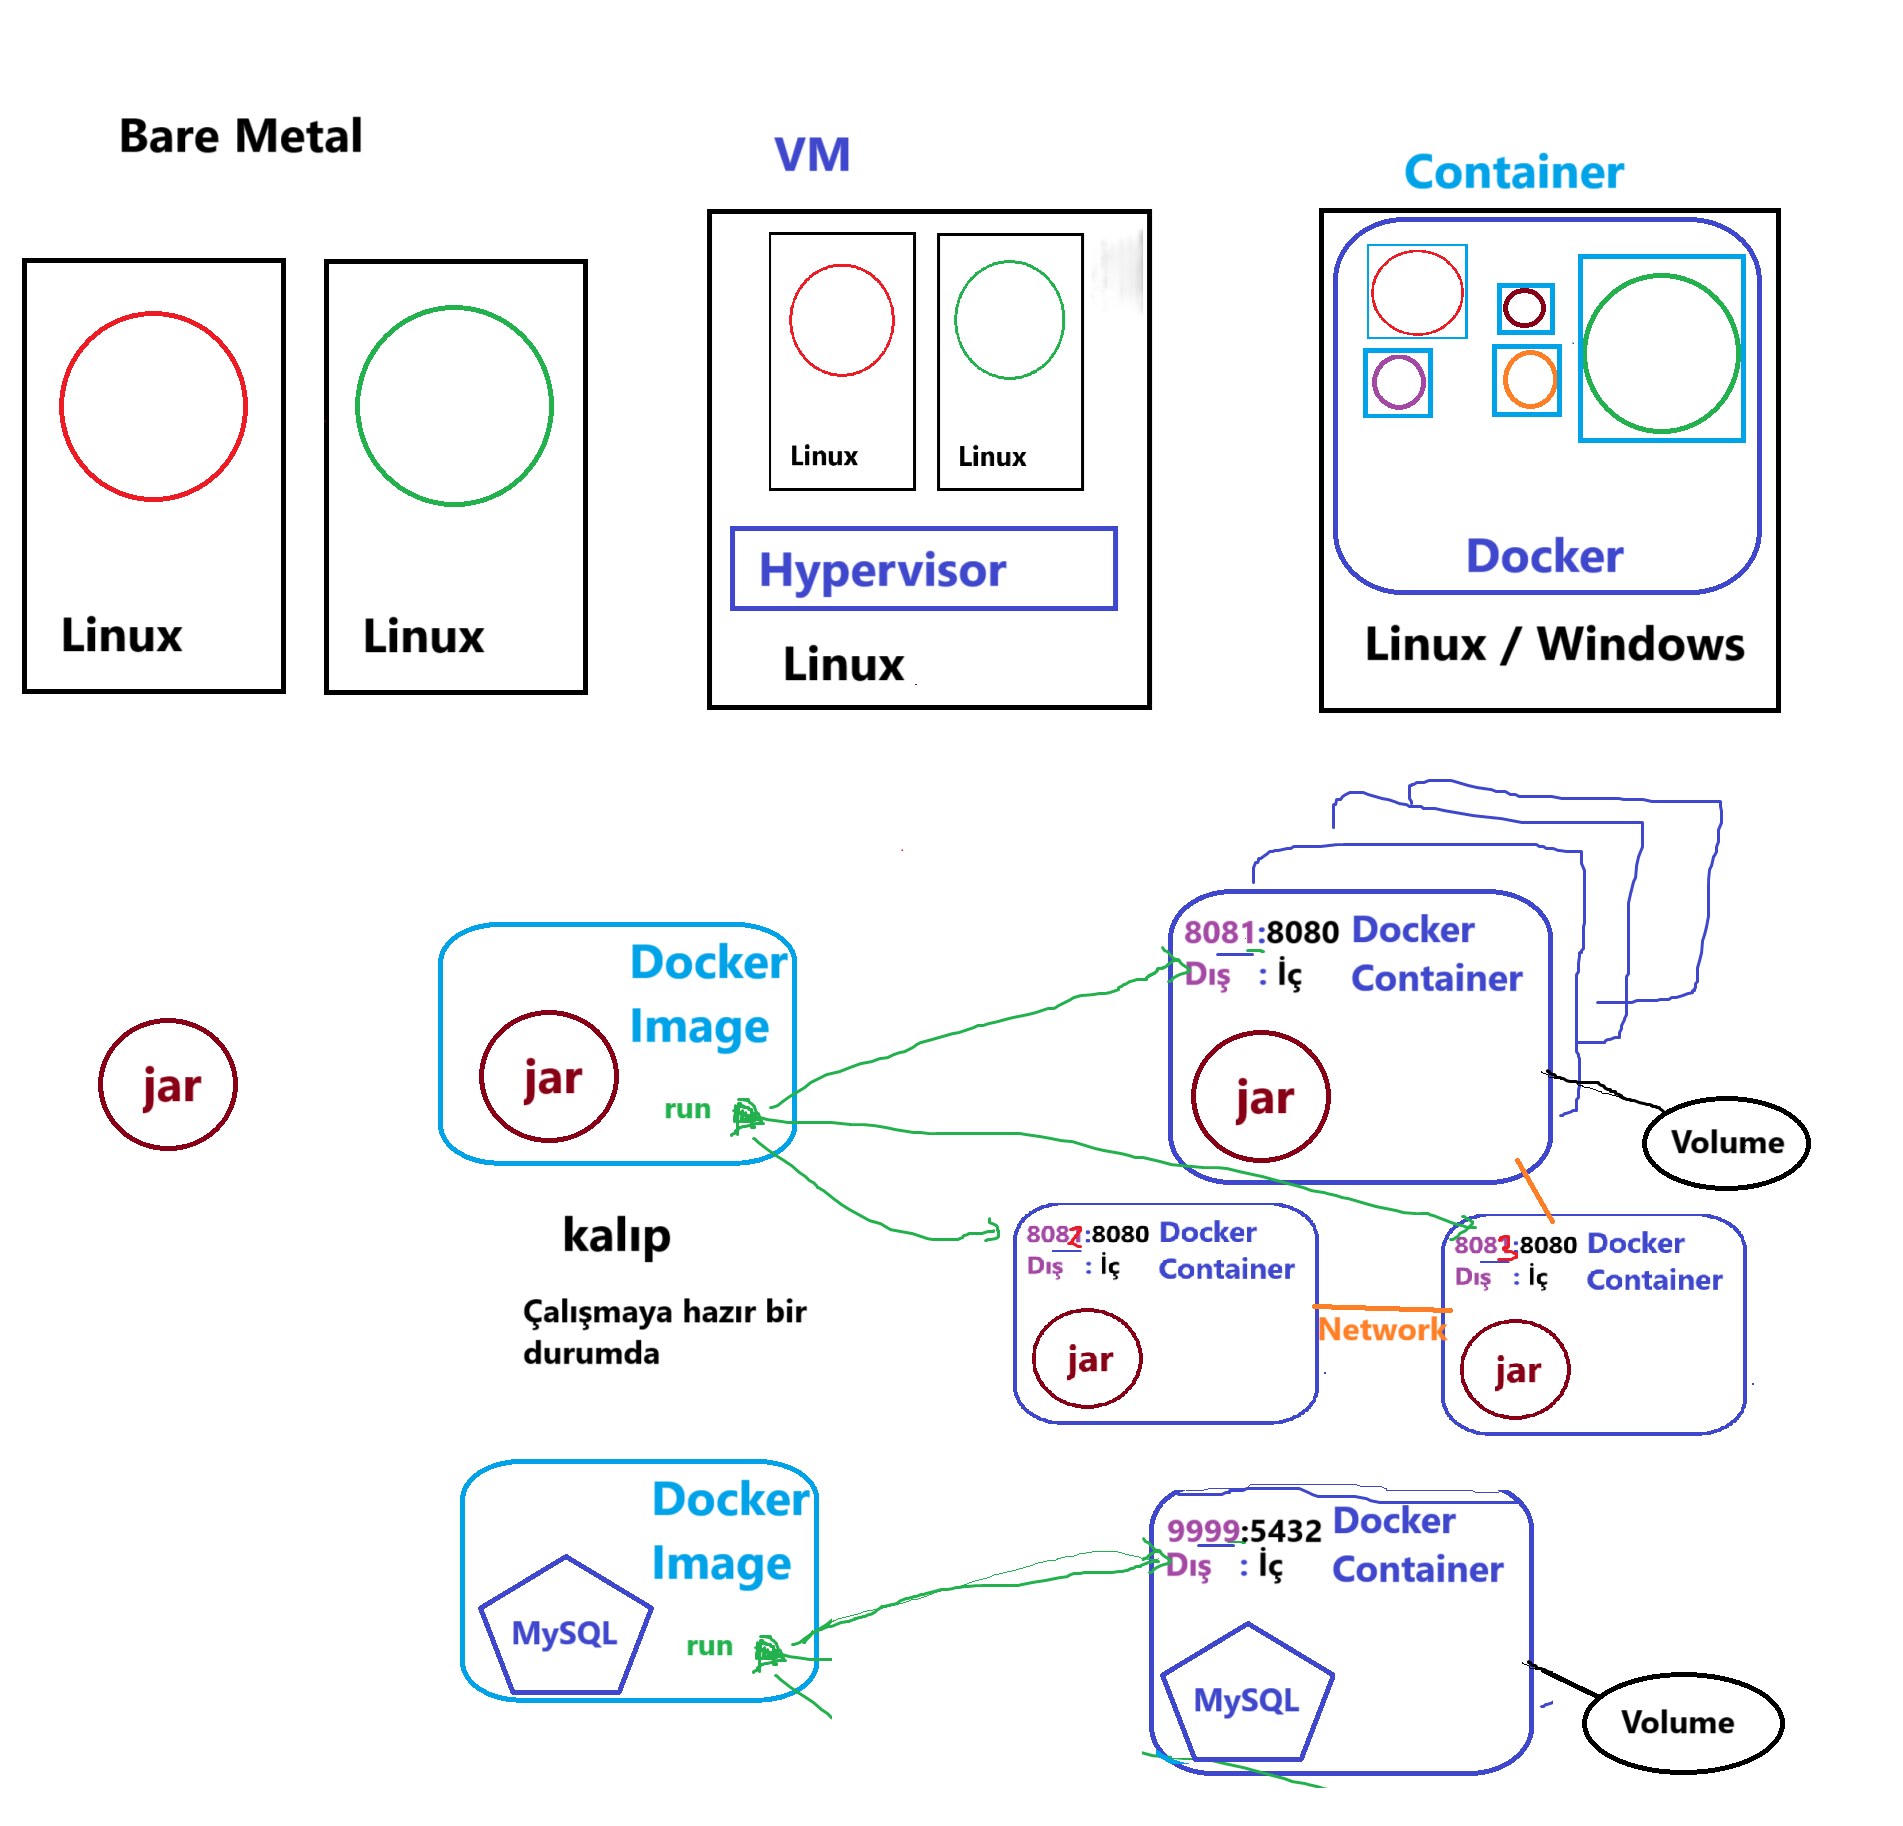 Bare Metal
VM
Container
Linux
Linux
Linux
Linux
Hypervisor
Linux
Docker
Linux / Windows
jar
Docker
Image
jar
run
kalıp
Çalışmaya hazır bir
durumda
8081:8080
Dış : İç
Docker
Container
jar
Volume
8082:8080
Dış : İç
Docker
Container
jar
Network
8083:8080
Dış : İç
Docker
Container
jar
Docker
Image
MySQL
run
9999:5432
Dış : İç
Docker
Container
MySQL
Volume